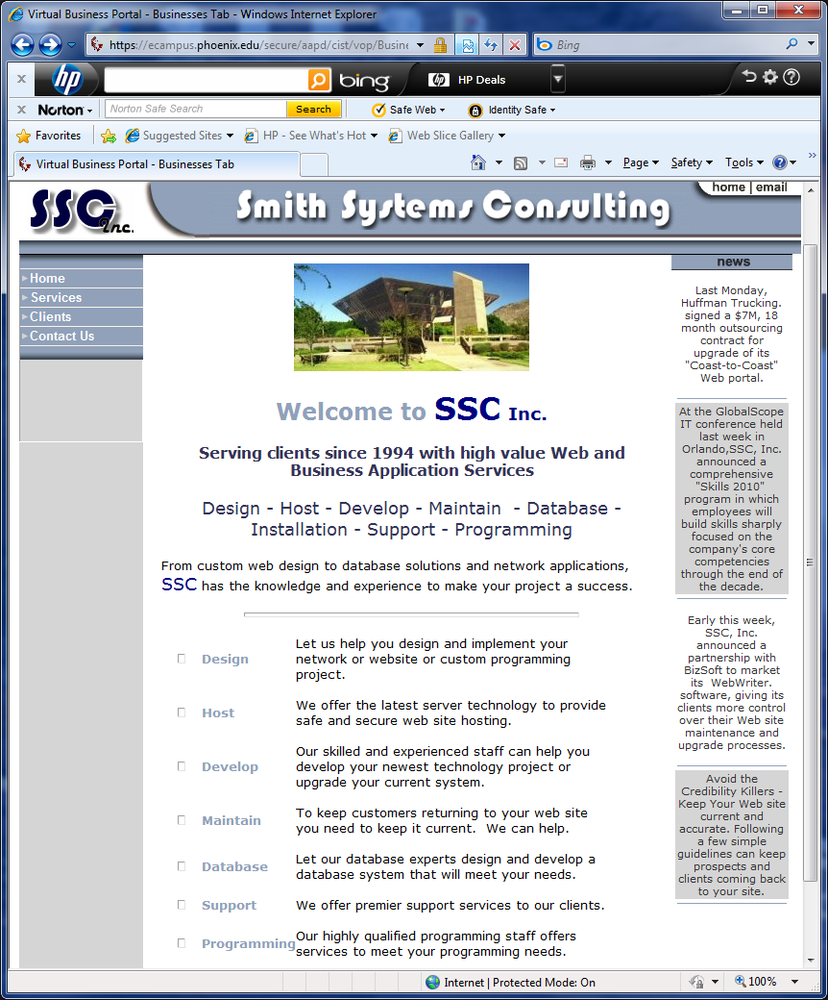 Virtual Business Portal - Businesses Tab - Windows Internet Explorer
https://ecampus.phoenix.edu/secure/aapd/cist/vop/Busine
Bing
hp
bing
hp HP Deals
Norton
Norton Safe Search
Search
Safe Web
Identity Safe
Favorites
Suggested Sites
HP - See What's Hot
Web Slice Gallery
Virtual Business Portal - Businesses Tab
Page
Safety
Tools
SSC Inc.
Smith Systems Consulting
home | email
Home
Services
Clients
Contact Us
Welcome to SSC Inc.
Serving clients since 1994 with high value Web and
Business Application Services
Design - Host - Develop - Maintain - Database -
Installation - Support - Programming
From custom web design to database solutions and network applications,
SSC has the knowledge and experience to make your project a success.
Design
Let us help you design and implement your
network or website or custom programming
project.
Host
We offer the latest server technology to provide
safe and secure web site hosting.
Develop
Our skilled and experienced staff can help you
develop your newest technology project or
upgrade your current system.
Maintain
To keep customers returning to your web site
you need to keep it current. We can help.
Database
Let our database experts design and develop a
database system that will meet your needs.
Support
We offer premier support services to our clients.
Programming
Our highly qualified programming staff offers
services to meet your programming needs.
news
Last Monday,
Huffman Trucking.
signed a $7M, 18
month outsourcing
contract for
upgrade of its
"Coast-to-Coast"
Web portal.
At the GlobalScope
IT conference held
last week in
Orlando,SSC, Inc.
announced a
comprehensive
"Skills 2010"
program in which
employees will
build skills sharply
focused on the
company's core
competencies
through the end of
the decade.
Early this week,
SSC, Inc.
announced a
partnership with
BizSoft to market
its WebWriter.
software, giving its
clients more control
over their Web site
maintenance and
upgrade processes.
Avoid the
Credibility Killers -
Keep Your Web site
current and
accurate. Following
a few simple
guidelines can keep
prospects and
clients coming back
to your site.
Internet | Protected Mode: On
100%